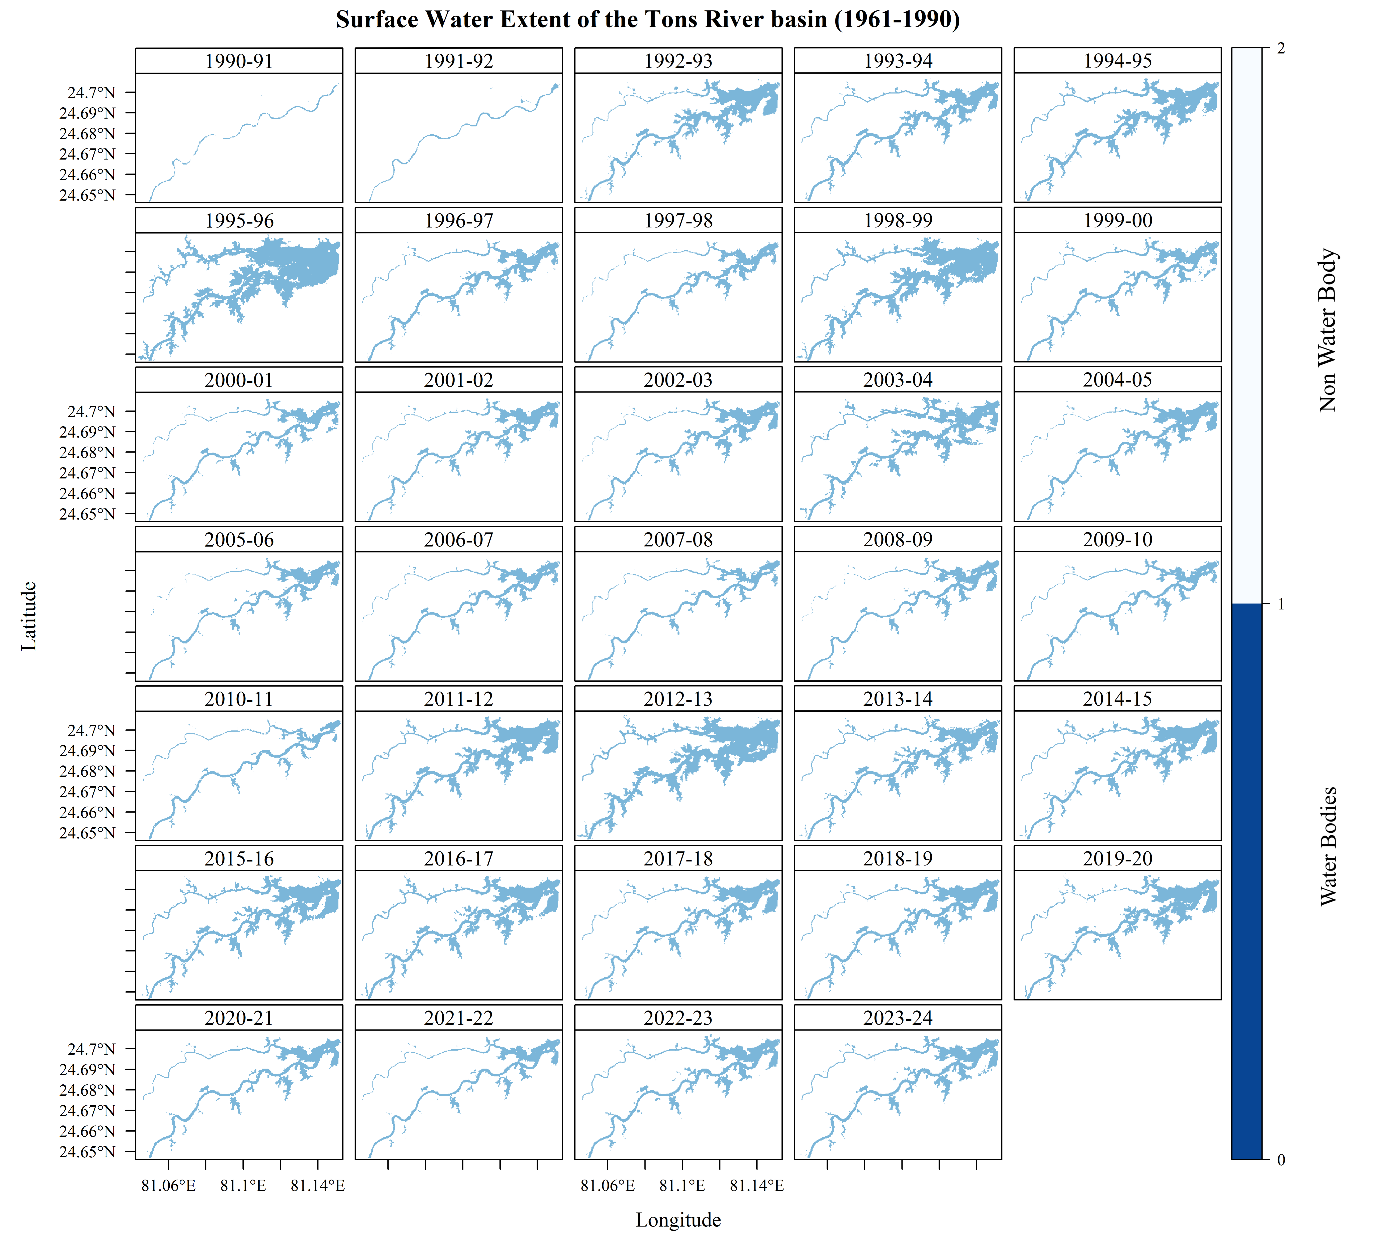 Surface Water Extent of the Tons River basin (1961-1990)
1990-91 1991-92 1992-93 1993-94 1994-95
24.7°N
24.69°N
24.68°N
24.67°N
24.66°N
24.65°N
1995-96 1996-97 1997-98 1998-99 1999-00
2000-01 2001-02 2002-03 2003-04 2004-05
24.7°N
24.69°N
24.68°N
24.67°N
24.66°N
24.65°N
2005-06 2006-07 2007-08 2008-09 2009-10
2010-11 2011-12 2012-13 2013-14 2014-15
24.7°N
24.69°N
24.68°N
24.67°N
24.66°N
24.65°N
2015-16 2016-17 2017-18 2018-19 2019-20
2020-21 2021-22 2022-23 2023-24
24.7°N
24.69°N
24.68°N
24.67°N
24.66°N
24.65°N
81.06°E 81.1°E 81.14°E 81.06°E 81.1°E 81.14°E
Longitude
Latitude
2
1
0
Non Water Body
Water Bodies